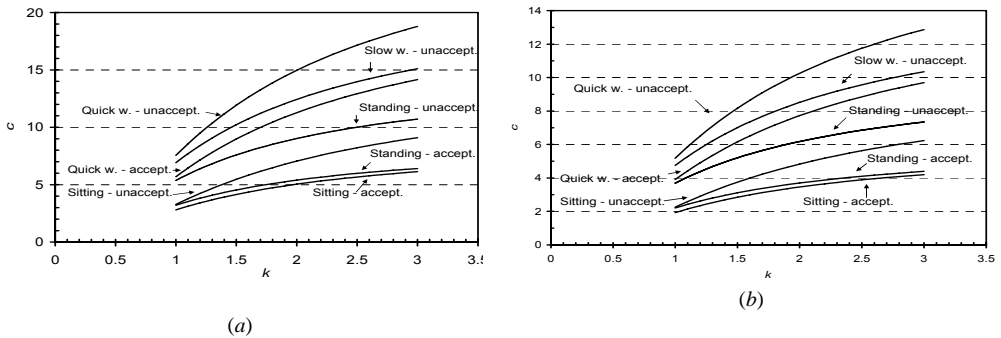 20
15
10
5
0
c
Slow w. - unaccept.
Quick w. - unaccept.
Standing - unaccept.
Standing - accept.
Quick w. - accept.
Sitting - unaccept.
Sitting - accept.
0 0.5 1 1.5 2 2.5 3 3.5
k
(a)
14
12
10
8
6
4
2
0
c
Slow w. - unaccept.
Quick w. - unaccept.
Standing - unaccept.
Standing - accept.
Quick w. - accept.
Sitting - unaccept.
Sitting - accept.
0 0.5 1 1.5 2 2.5 3 3.5
k
(b)